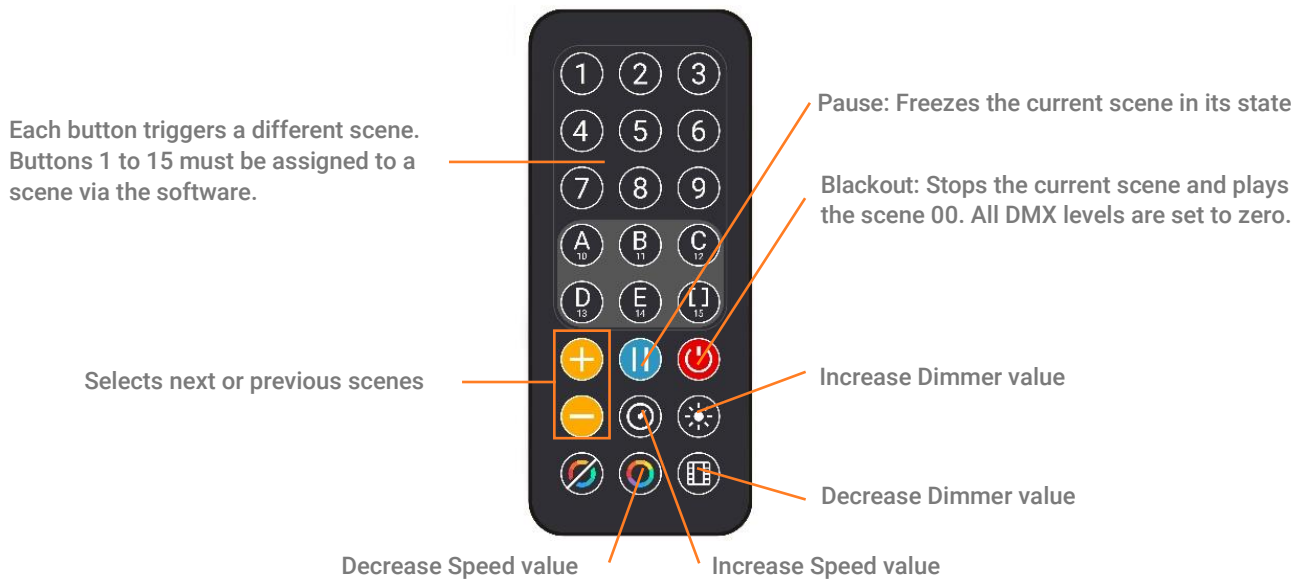 1 2 3
Pause: Freezes the current scene in its state
Each button triggers a different scene.
Buttons 1 to 15 must be assigned to a
scene via the software.
4 5 6
7 8 9
Blackout: Stops the current scene and plays
the scene 00. All DMX levels are set to zero.
A B C
10 11 12
D E [ ]
13 14 15
Selects next or previous scenes
Increase Dimmer value
Decrease Dimmer value
Decrease Speed value
Increase Speed value